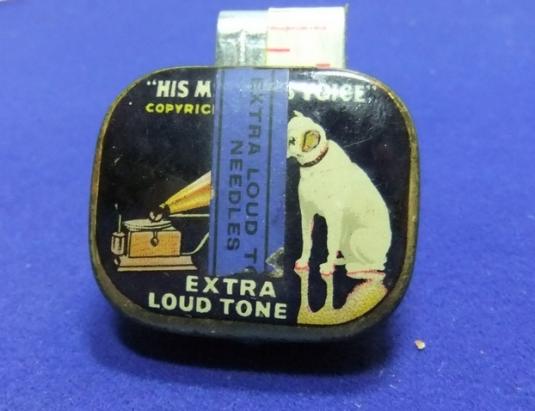 "HIS M VOICE"
COPYRIG
EXTRA LOUD T
NEEDLES
EXTRA
LOUD TONE